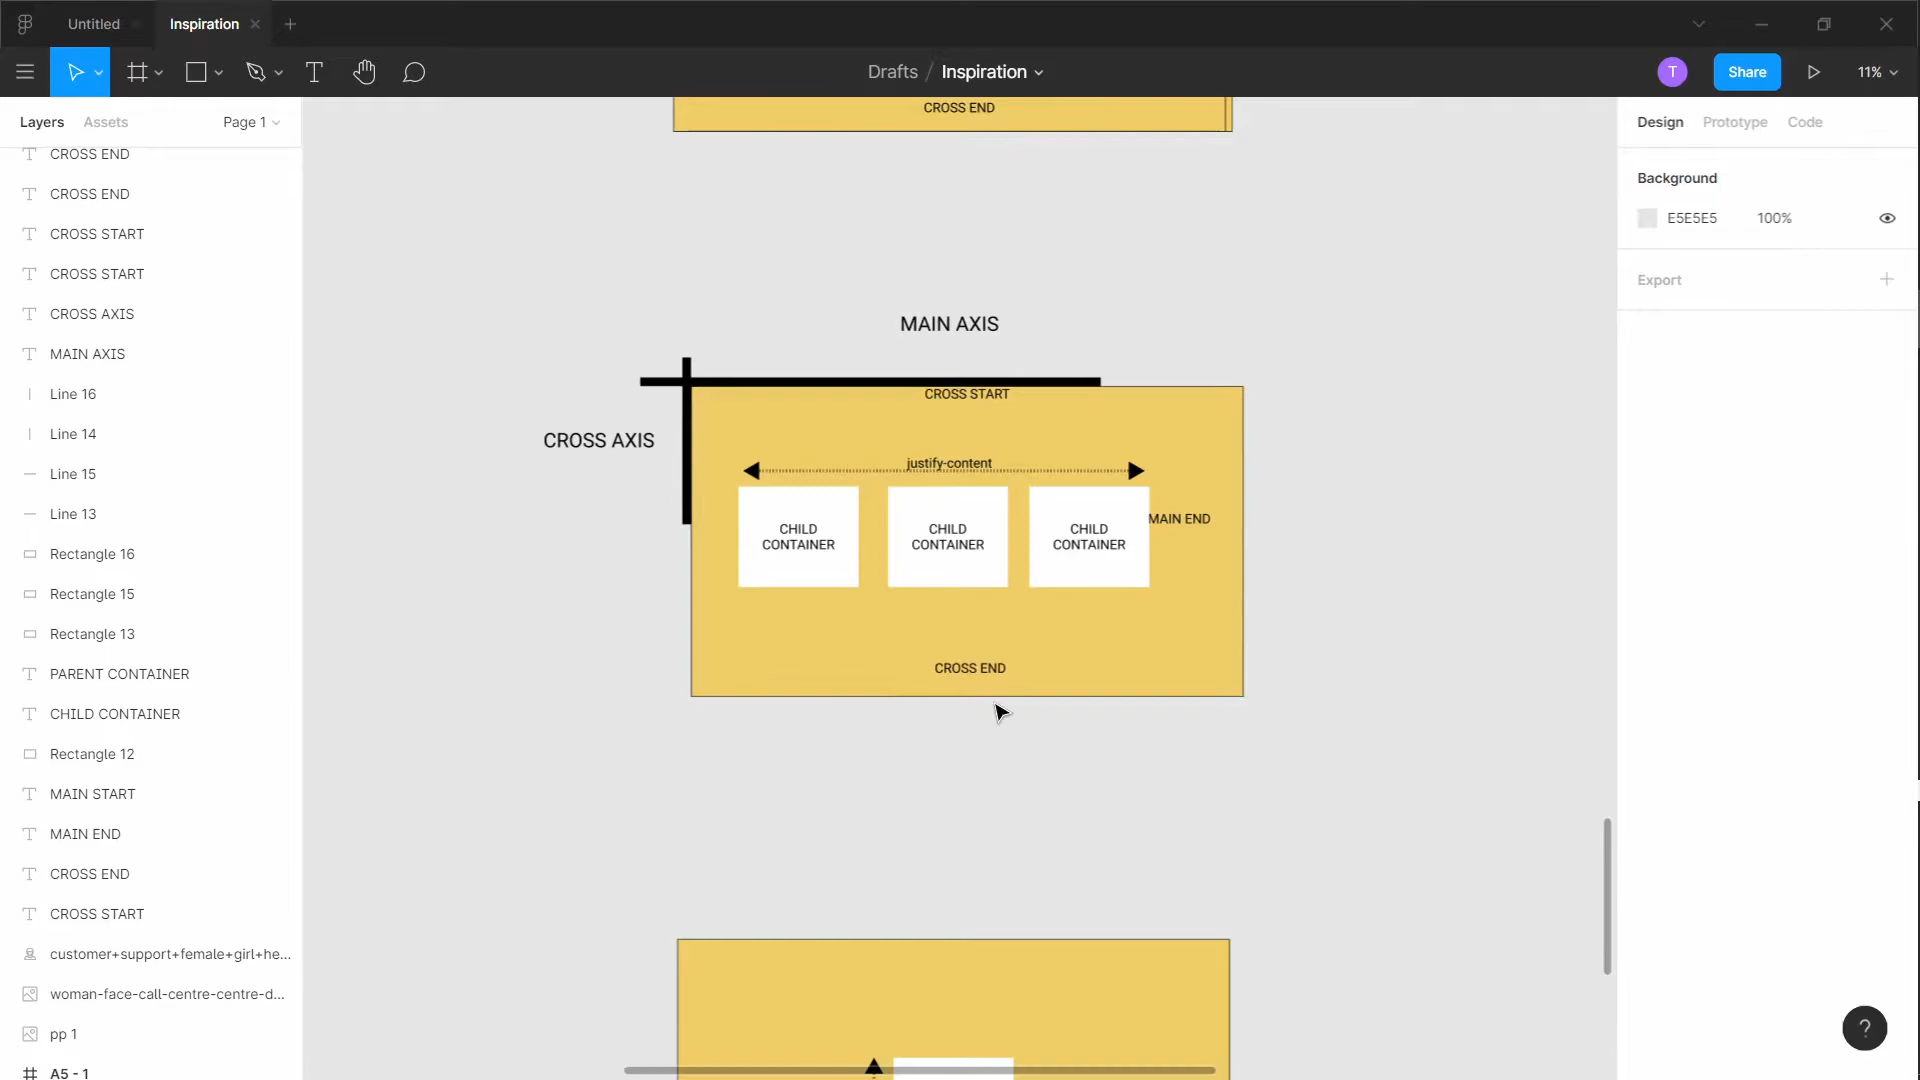 Untitled
Inspiration
T
Drafts / Inspiration
T
Share
11%
Layers
Assets
Page 1
Design
Prototype
Code
CROSS END
CROSS END
CROSS START
CROSS START
CROSS AXIS
MAIN AXIS
Line 16
Line 14
Line 15
Line 13
Rectangle 16
Rectangle 15
Rectangle 13
PARENT CONTAINER
CHILD CONTAINER
Rectangle 12
MAIN START
MAIN END
CROSS END
CROSS START
customer+support+female+girl+he...
woman-face-call-centre-centre-d...
pp 1
A5 - 1
CROSS END
MAIN AXIS
CROSS START
CROSS AXIS
justify-content
CHILD
CONTAINER
CHILD
CONTAINER
CHILD
CONTAINER
MAIN END
CROSS END
Background
E5E5E5 100%
Export
?